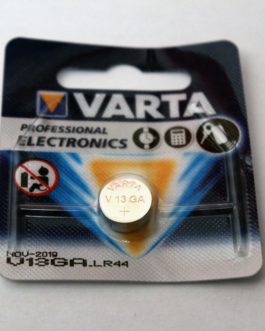 VARTA
PROFESSIONAL
ELECTRONICS
VARTA
V 13 GA
+
NOV-2019
V13GA.LR44